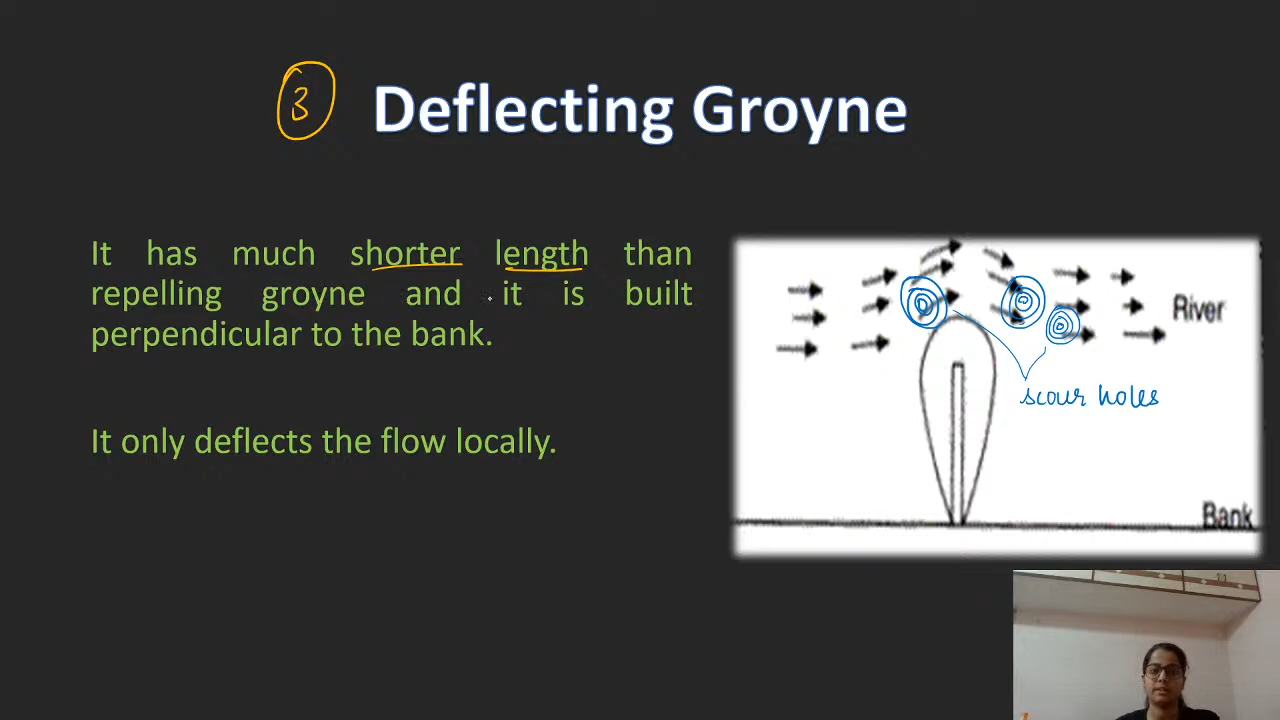 3 Deflecting Groyne
It has much shorter length than
repelling groyne and it is built
perpendicular to the bank.
It only deflects the flow locally.
River
scour holes
Bank